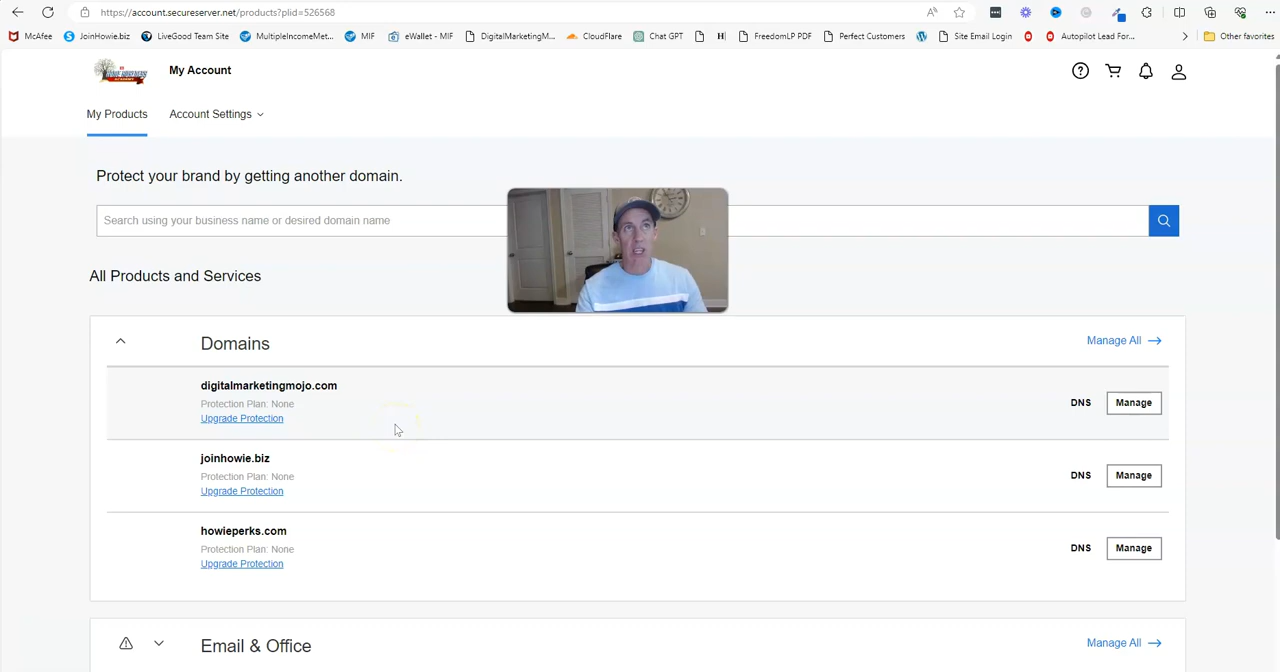 https://account.secureserver.net/products?plid=526568
McAfee
JoinHowie.biz
LiveGood Team Site
MultipleIncomeMet...
MIF
eWallet - MIF
DigitalMarketingM...
CloudFlare
Chat GPT
H
FreedomLP PDF
Perfect Customers
Site Email Login
Autopilot Lead For...
Other favorites
My Account
My Products
Account Settings
Protect your brand by getting another domain.
Search using your business name or desired domain name
All Products and Services
Domains
Manage All
digitalmarketingmojo.com
Protection Plan: None
Upgrade Protection
DNS
Manage
joinhowie.biz
Protection Plan: None
Upgrade Protection
DNS
Manage
howieperks.com
Protection Plan: None
Upgrade Protection
DNS
Manage
Email & Office
Manage All